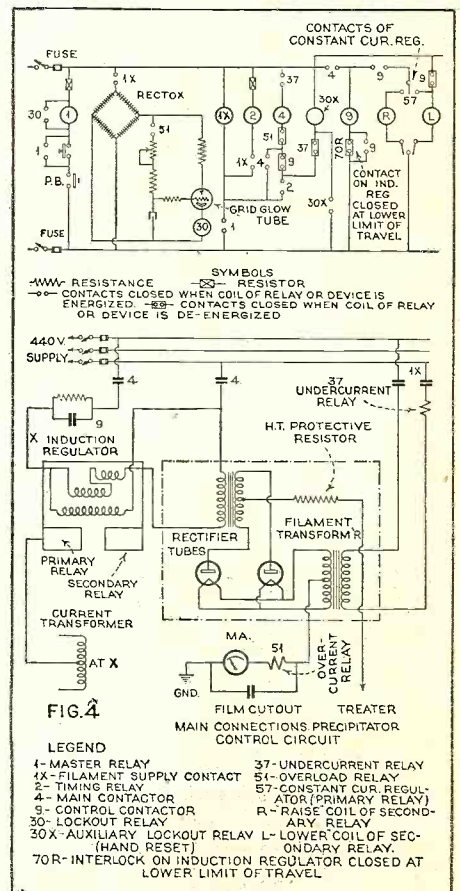 CONTACTS OF
CONSTANT CUR. REG.
FUSE
1X
RECTOX
51
30
1
1
P.B.
FUSE
GRID GLOW
TUBE
30
1X
2
4
37
30X
4
9
9
57
9
R
L
1X
4
51
9
2
1
37
30X
70R
9
CONTACT
ON IND.
REG
CLOSED
AT LOWER
LIMIT OF
TRAVEL
SYMBOLS
RESISTANCE RESISTOR
CONTACTS CLOSED WHEN COIL OF RELAY OR DEVICE IS
ENERGIZED. CONTACTS CLOSED WHEN COIL OF RELAY
OR DEVICE IS DE-ENERGIZED
440 V.
SUPPLY
4
4
1X
37
UNDERCURRENT
RELAY
9
X
INDUCTION
REGULATOR
H.T. PROTECTIVE
RESISTOR
RECTIFIER
TUBES
FILAMENT
TRANSFORM'R
PRIMARY
RELAY
SECONDARY
RELAY
CURRENT
TRANSFORMER
AT X
MA.
51
OVER-
CURRENT
RELAY
GND.
FILM CUTOUT
TREATER
FIG. 4
MAIN CONNECTIONS PRECIPITATOR
CONTROL CIRCUIT
LEGEND
1- MASTER RELAY
1X- FILAMENT SUPPLY CONTACT
2- TIMING RELAY
4- MAIN CONTACTOR
9- CONTROL CONTACTOR
30- LOCKOUT RELAY
30X- AUXILIARY LOCKOUT RELAY
(HAND RESET)
37- UNDERCURRENT RELAY
51- OVERLOAD RELAY
57- CONSTANT CUR. REGUL-
ATOR (PRIMARY RELAY)
R- RAISE COIL OF SECOND-
ARY RELAY
L- LOWER COIL OF SEC-
ONDARY RELAY.
70R- INTERLOCK ON INDUCTION REGULATOR CLOSED AT
LOWER LIMIT OF TRAVEL